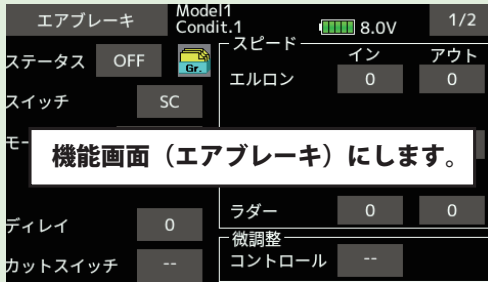 エアブレーキ
Model1
Condit.1
8.0V
1/2
ステータス OFF
Gr.
スイッチ SC
モー
ディレイ 0
カットスイッチ --
スピード
イン アウト
エルロン 0 0
ラダー 0 0
微調整
コントロール --
機能画面（エアブレーキ）にします。